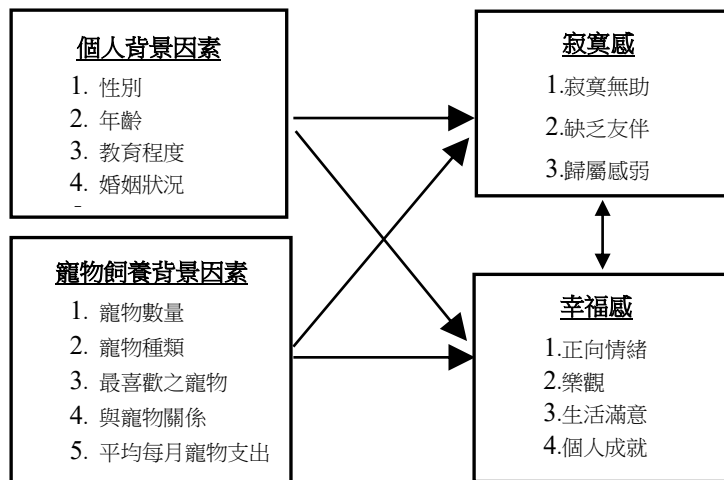 個人背景因素
1. 性別
2. 年齡
3. 教育程度
4. 婚姻狀況
寵物飼養背景因素
1. 寵物數量
2. 寵物種類
3. 最喜歡之寵物
4. 與寵物關係
5. 平均每月寵物支出
寂寞感
1.寂寞無助
2.缺乏友伴
3.歸屬感弱
幸福感
1.正向情緒
2.樂觀
3.生活滿意
4.個人成就